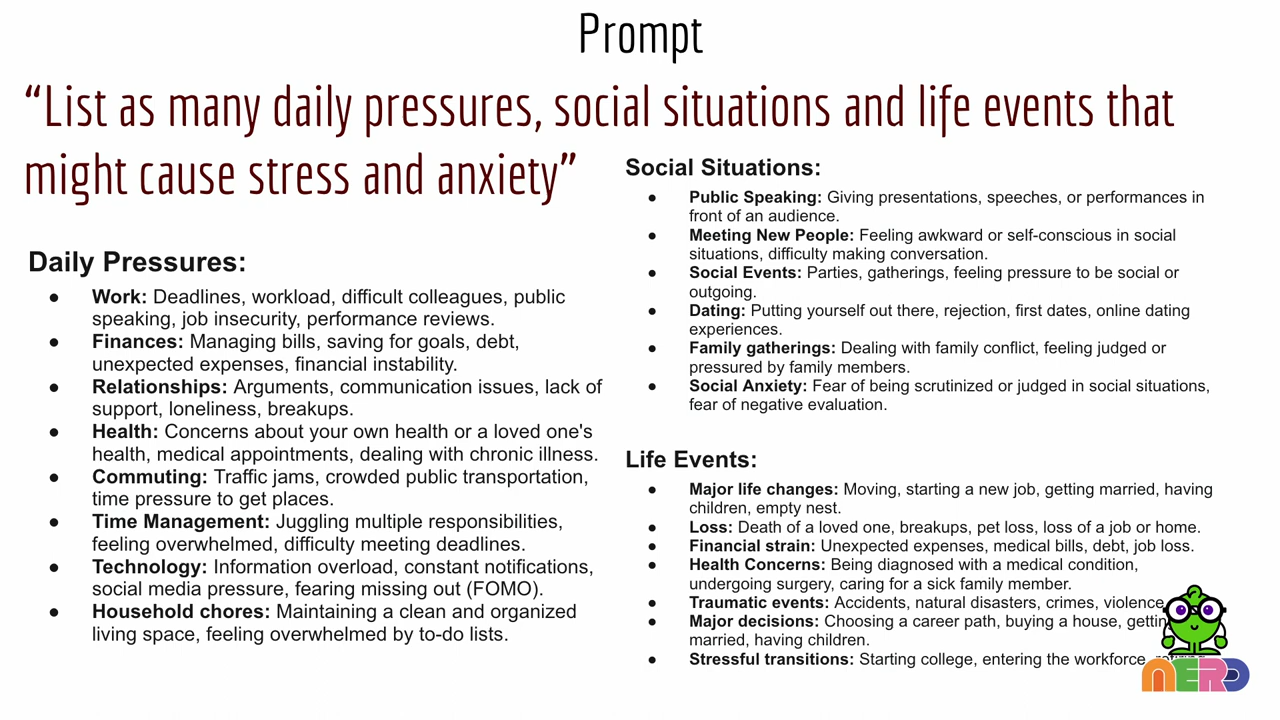 Prompt
“List as many daily pressures, social situations and life events that
might cause stress and anxiety”
Daily Pressures:
● Work: Deadlines, workload, difficult colleagues, public
speaking, job insecurity, performance reviews.
● Finances: Managing bills, saving for goals, debt,
unexpected expenses, financial instability.
● Relationships: Arguments, communication issues, lack of
support, loneliness, breakups.
● Health: Concerns about your own health or a loved one's
health, medical appointments, dealing with chronic illness.
● Commuting: Traffic jams, crowded public transportation,
time pressure to get places.
● Time Management: Juggling multiple responsibilities,
feeling overwhelmed, difficulty meeting deadlines.
● Technology: Information overload, constant notifications,
social media pressure, fearing missing out (FOMO).
● Household chores: Maintaining a clean and organized
living space, feeling overwhelmed by to-do lists.
Social Situations:
● Public Speaking: Giving presentations, speeches, or performances in
front of an audience.
● Meeting New People: Feeling awkward or self-conscious in social
situations, difficulty making conversation.
● Social Events: Parties, gatherings, feeling pressure to be social or
outgoing.
● Dating: Putting yourself out there, rejection, first dates, online dating
experiences.
● Family gatherings: Dealing with family conflict, feeling judged or
pressured by family members.
● Social Anxiety: Fear of being scrutinized or judged in social situations,
fear of negative evaluation.
Life Events:
● Major life changes: Moving, starting a new job, getting married, having
children, empty nest.
● Loss: Death of a loved one, breakups, pet loss, loss of a job or home.
● Financial strain: Unexpected expenses, medical bills, debt, job loss.
● Health Concerns: Being diagnosed with a medical condition,
undergoing surgery, caring for a sick family member.
● Traumatic events: Accidents, natural disasters, crimes, violence
● Major decisions: Choosing a career path, buying a house,
married, having children.
● Stressful transitions: Starting college, entering the workforce,
NERD